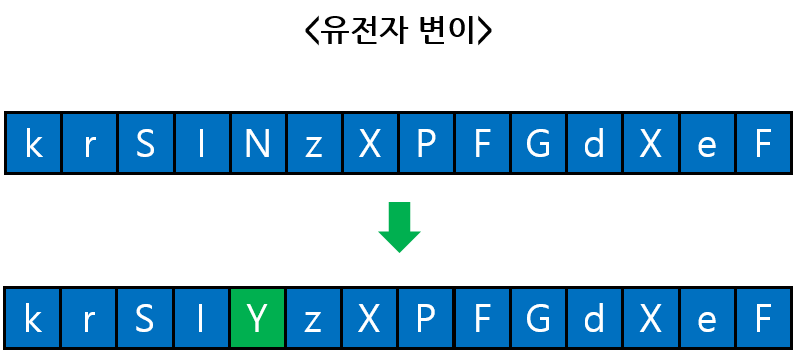 <유전자 변이>
k r S I N z X P F G d X e F
k r S I Y z X P F G d X e F